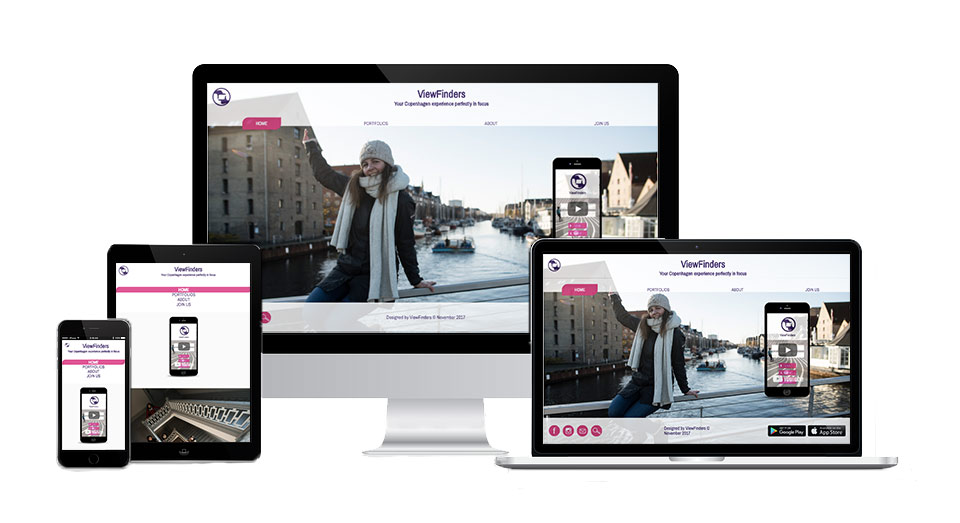 ViewFinders
Your Copenhagen experience perfectly in focus
HOME
PORTFOLIOS
ABOUT
JOIN US
ViewFinders
Designed by ViewFinders © November 2017
ViewFinders
Your Copenhagen experience perfectly in focus
HOME
PORTFOLIOS
ABOUT
JOIN US
ViewFinders
Your Copenhagen experience perfectly in focus
HOME
PORTFOLIOS
ABOUT
JOIN US
ViewFinders
Your Copenhagen experience perfectly in focus
HOME
PORTFOLIOS
ABOUT
JOIN US
ViewFinders
Designed by ViewFinders ©
November 2017
Google Play
App Store